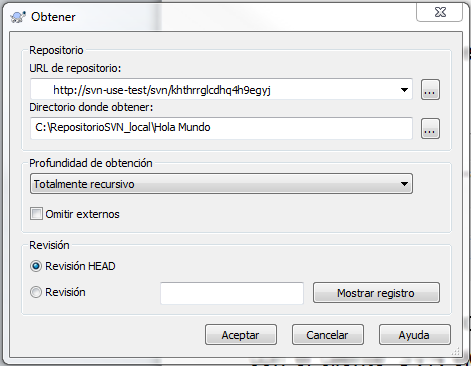 Obtener
Repositorio
URL de repositorio:
http://svn-use-test/svn/khthrrglcdhq4h9egyj
...
Directorio donde obtener:
C:\RepositorioSVN_local\Hola Mundo
...
Profundidad de obtención
Totalmente recursivo
Omitir externos
Revisión
Revisión HEAD
Revisión
Mostrar registro
Aceptar
Cancelar
Ayuda